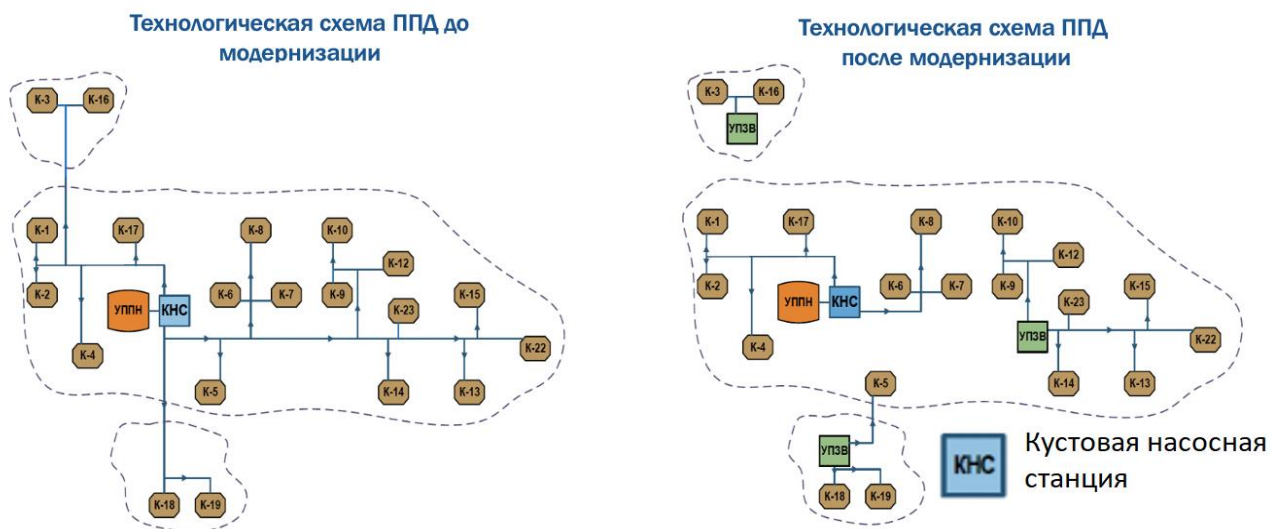 Технологическая схема ППД до
модернизации
К-3
К-16
К-1
К-17
К-8
К-10
К-12
К-2
К-6
К-7
К-9
К-15
К-23
УППН
КНС
К-4
К-22
К-5
К-14
К-13
К-18
К-19
Технологическая схема ППД
после модернизации
К-3
К-16
УПЗВ
К-1
К-17
К-8
К-10
К-12
К-2
К-6
К-7
К-9
К-15
К-23
УППН
КНС
УПЗВ
К-4
К-22
К-5
К-14
К-13
УПЗВ
К-18
К-19
КНС
Кустовая насосная
станция